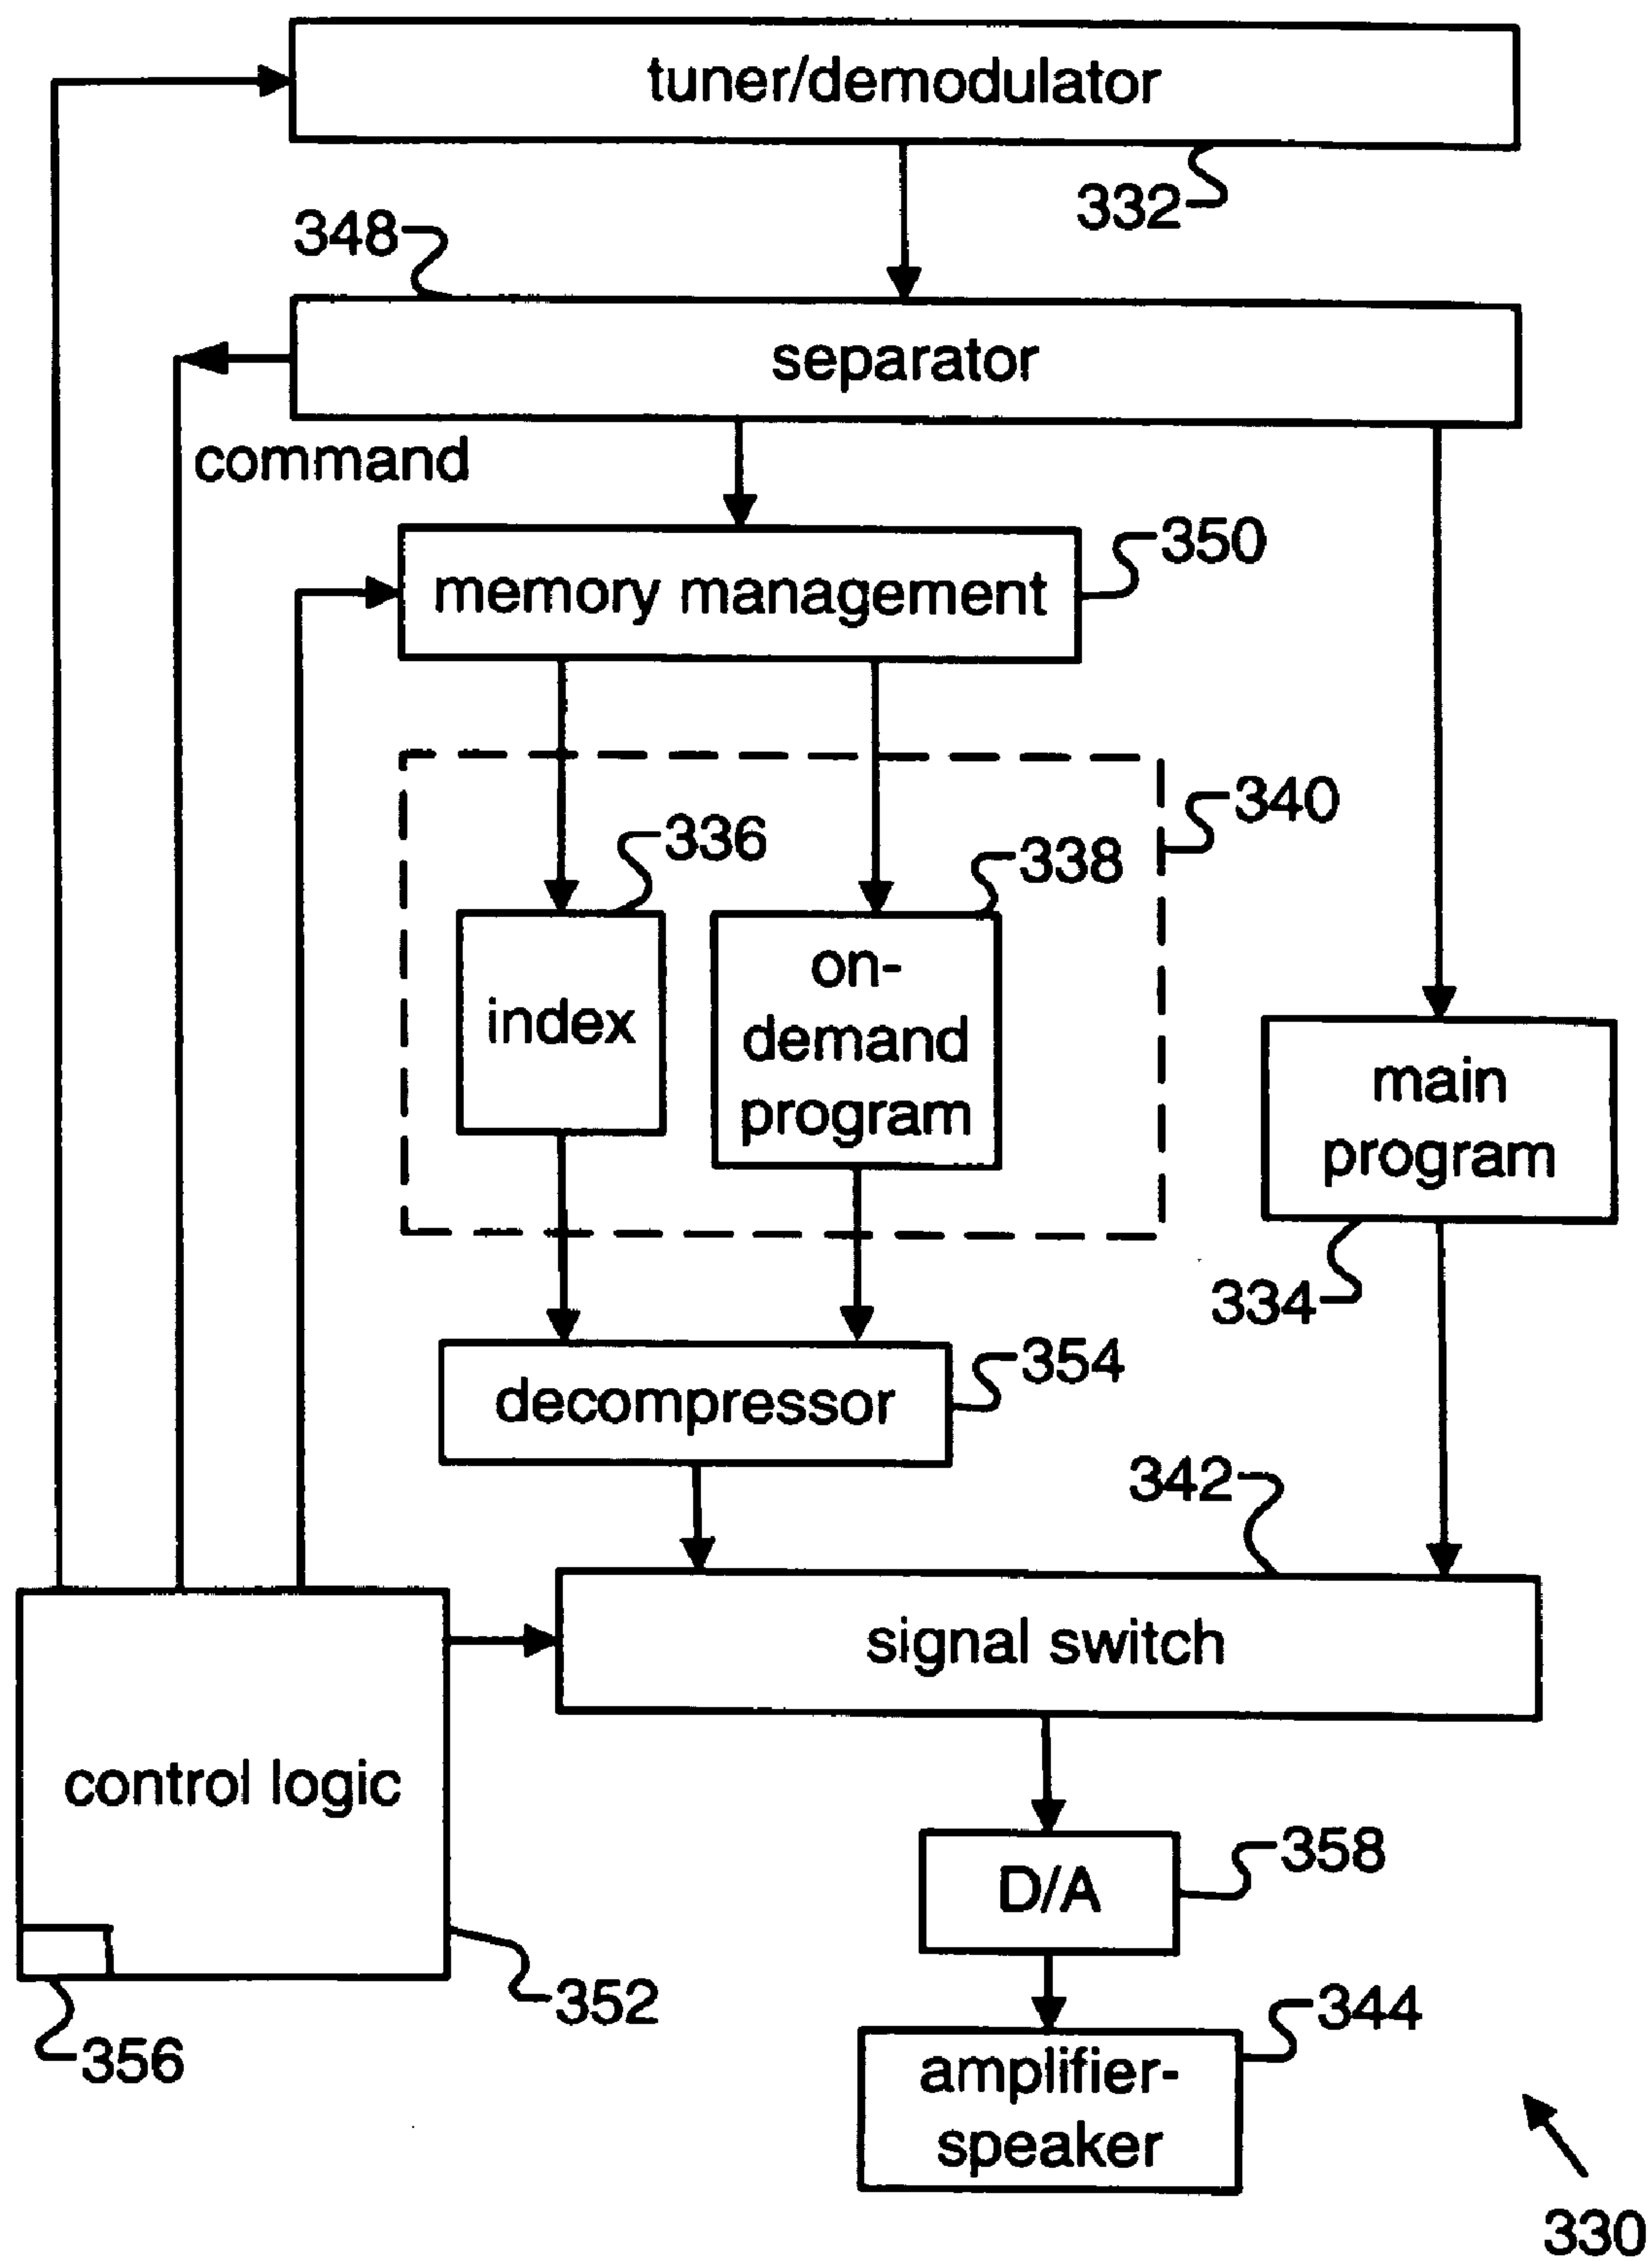 tuner/demodulator
332
348
separator
command
350
memory management
340
336
338
index
on-
demand
program
main
program
334
354
decompressor
342
signal switch
control logic
358
D/A
352
344
356
amplifier-
speaker
330